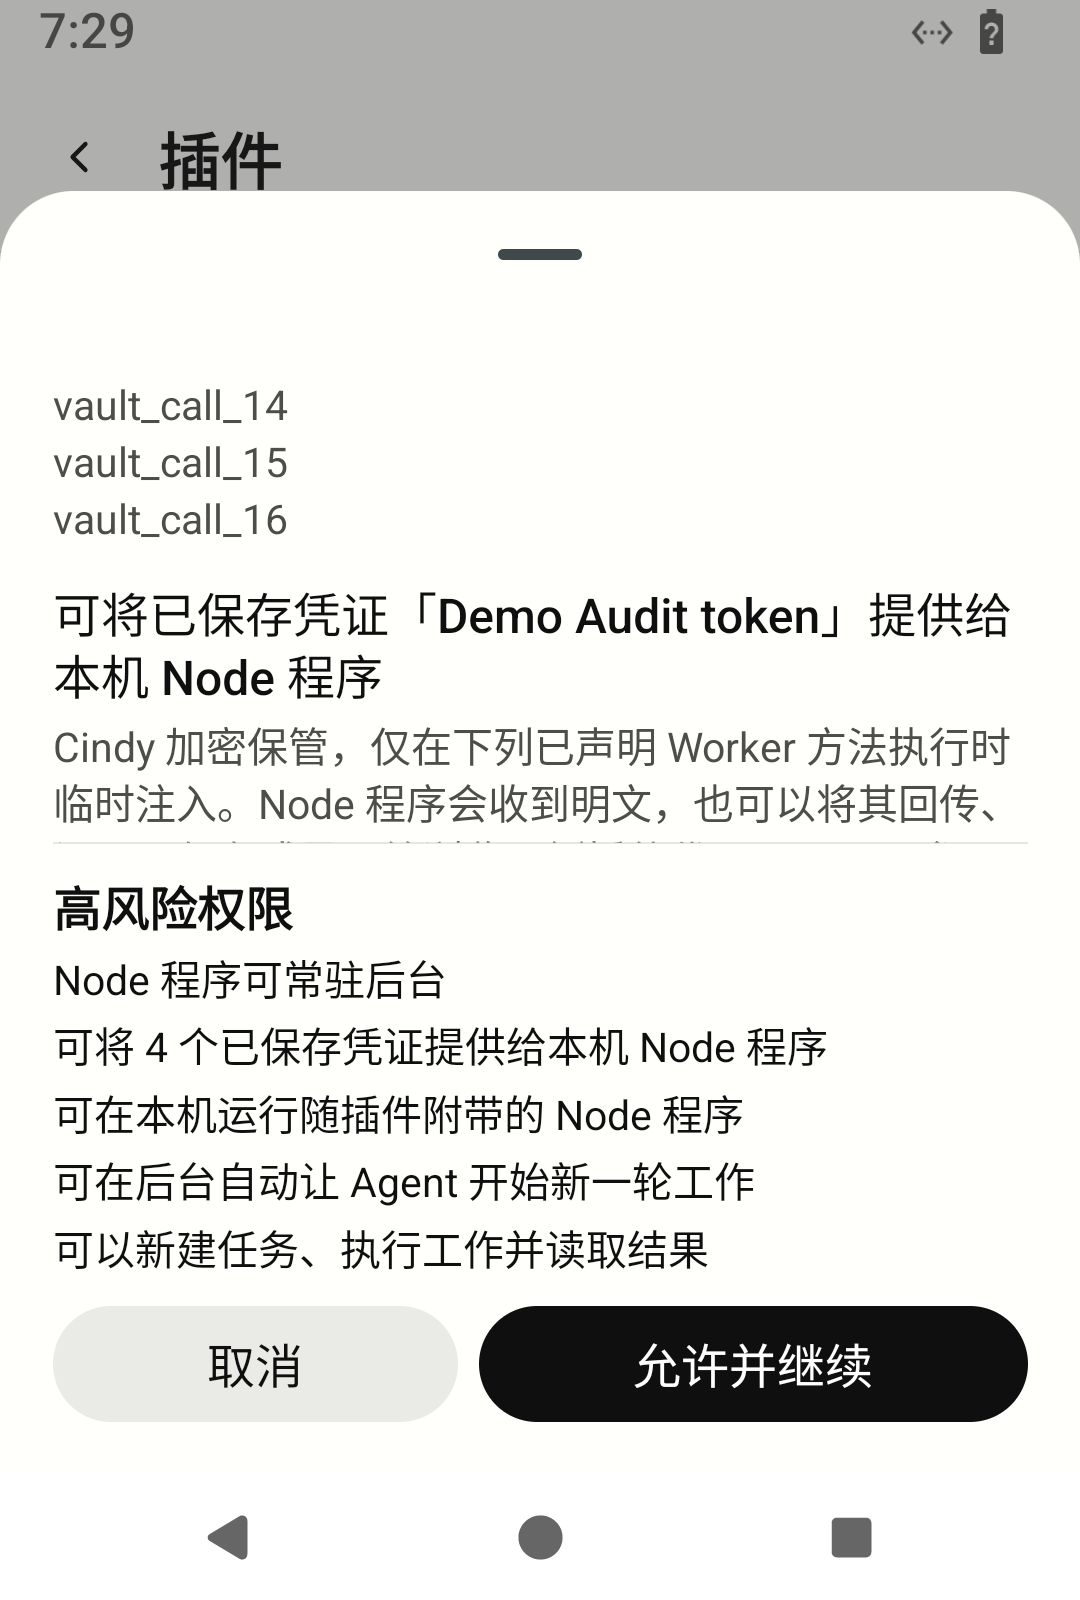 7:29
插件
vault_call_14
vault_call_15
vault_call_16
可将已保存凭证「Demo Audit token」提供给
本机 Node 程序
Cindy 加密保管，仅在下列已声明 Worker 方法执行时
临时注入。Node 程序会收到明文，也可以将其回传、
高风险权限
Node 程序可常驻后台
可将 4 个已保存凭证提供给本机 Node 程序
可在本机运行随插件附带的 Node 程序
可在后台自动让 Agent 开始新一轮工作
可以新建任务、执行工作并读取结果
取消
允许并继续